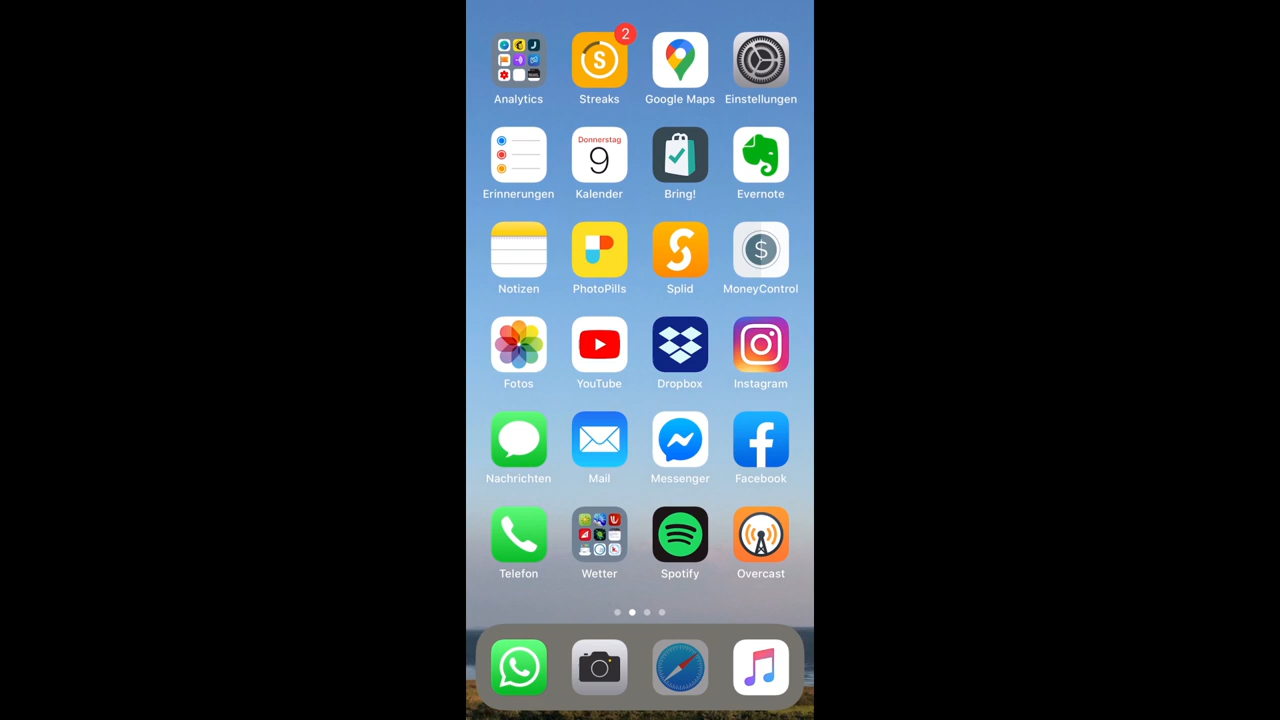 2
Analytics
Streaks
Google Maps
Einstellungen
Donnerstag
9
Erinnerungen
Kalender
Bring!
Evernote
Notizen
PhotoPills
Splid
MoneyControl
Fotos
YouTube
Dropbox
Instagram
Nachrichten
Mail
Messenger
Facebook
Telefon
Wetter
Spotify
Overcast